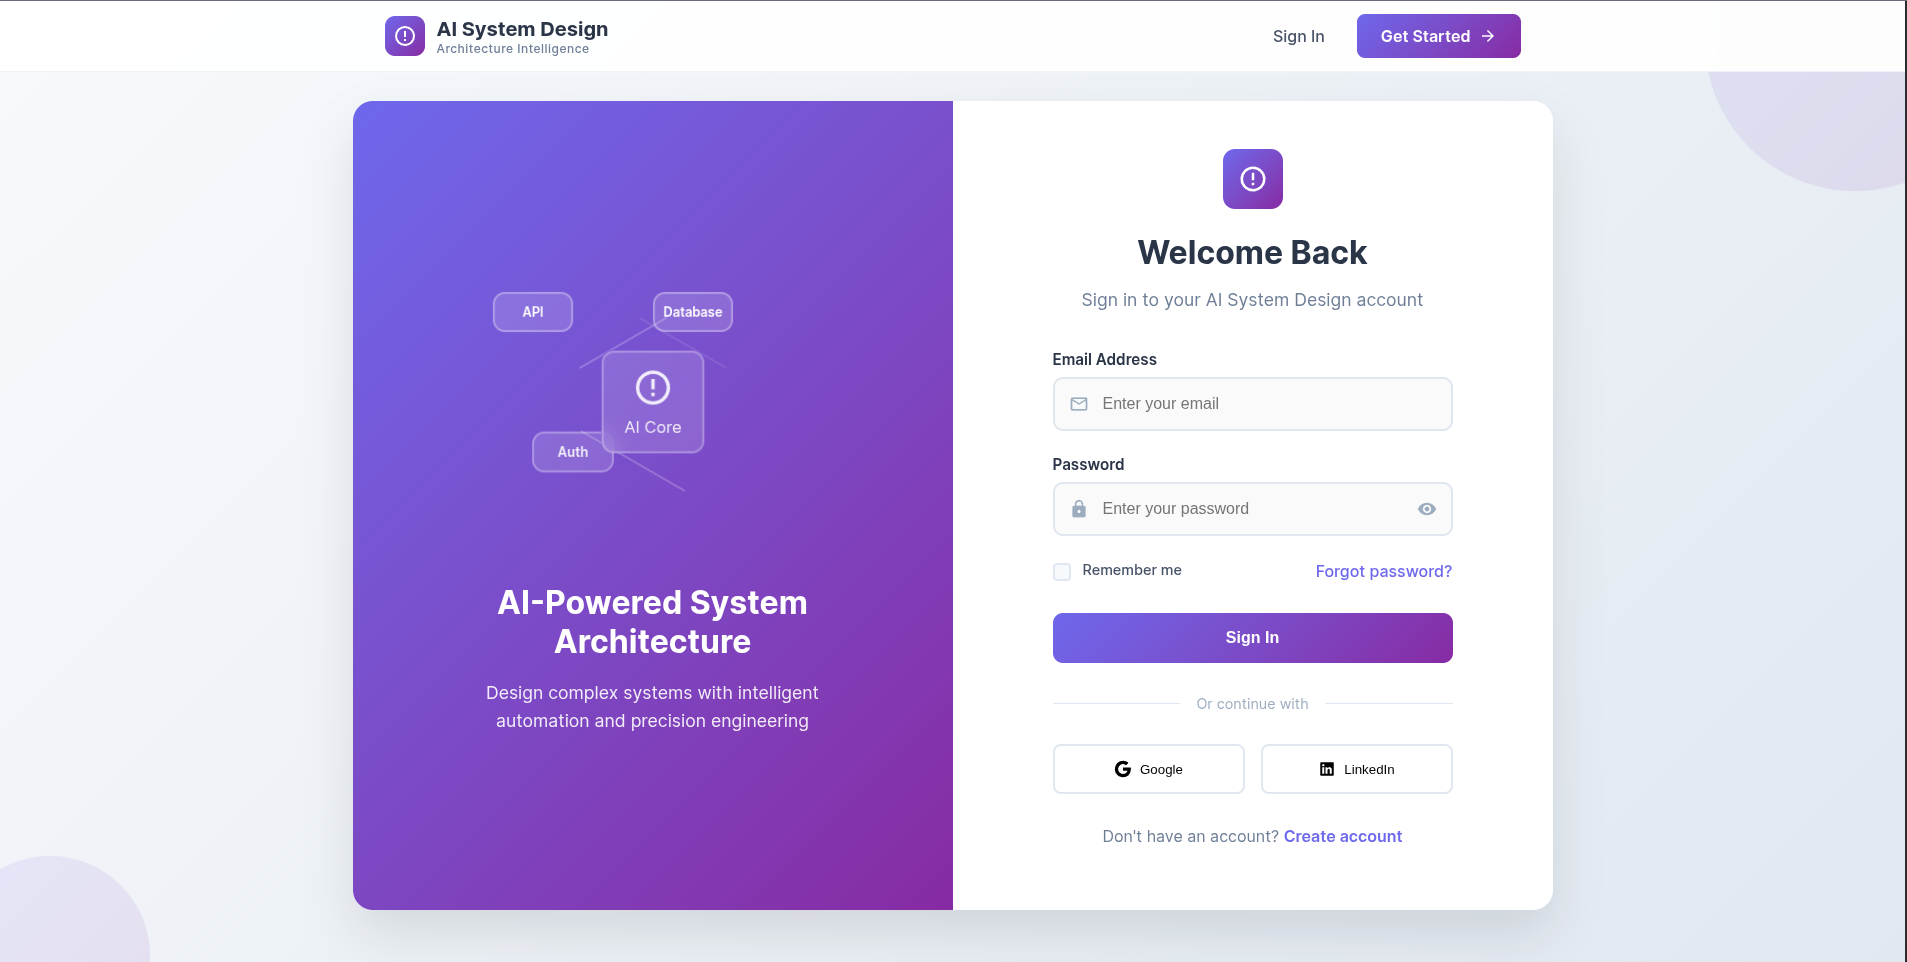 AI System Design
Architecture Intelligence
Sign In
Get Started
API
Database
AI Core
Auth
AI-Powered System
Architecture
Design complex systems with intelligent
automation and precision engineering
Welcome Back
Sign in to your AI System Design account
Email Address
Enter your email
Password
Enter your password
Remember me
Forgot password?
Sign In
Or continue with
Google
LinkedIn
Don't have an account? Create account